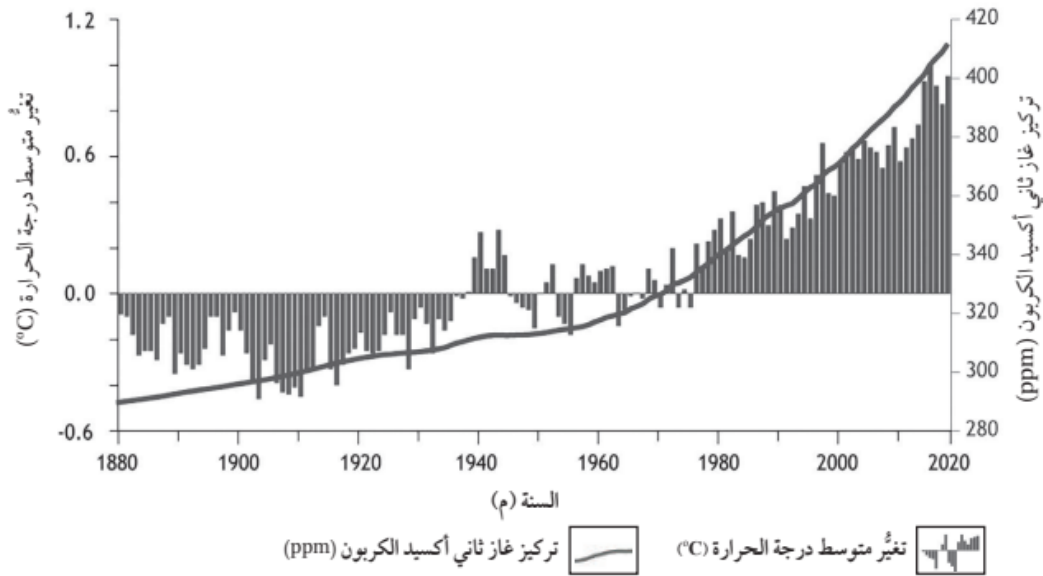 1.2
0.6
0.0
-0.6
تغيُّر متوسط درجة الحرارة (°C)
420
400
380
360
340
320
300
280
تركيز غاز ثاني أكسيد الكربون (ppm)
1880 1900 1920 1940 1960 1980 2000 2020
السنة (م)
تغيُّر متوسط درجة الحرارة (°C)
تركيز غاز ثاني أكسيد الكربون (ppm)